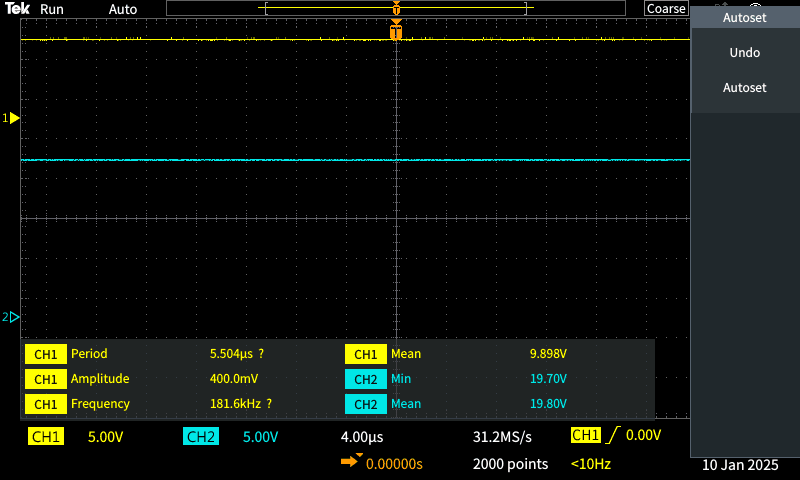 Tek Run Auto T Coarse
Autoset
Undo
Autoset
T
1
2
CH1 Period 5.504µs ? CH1 Mean 9.898V
CH1 Amplitude 400.0mV CH2 Min 19.70V
CH1 Frequency 181.6kHz ? CH2 Mean 19.80V
CH1 5.00V CH2 5.00V 4.00µs 31.2MS/s CH1 0.00V
0.00000s 2000 points <10Hz 10 Jan 2025